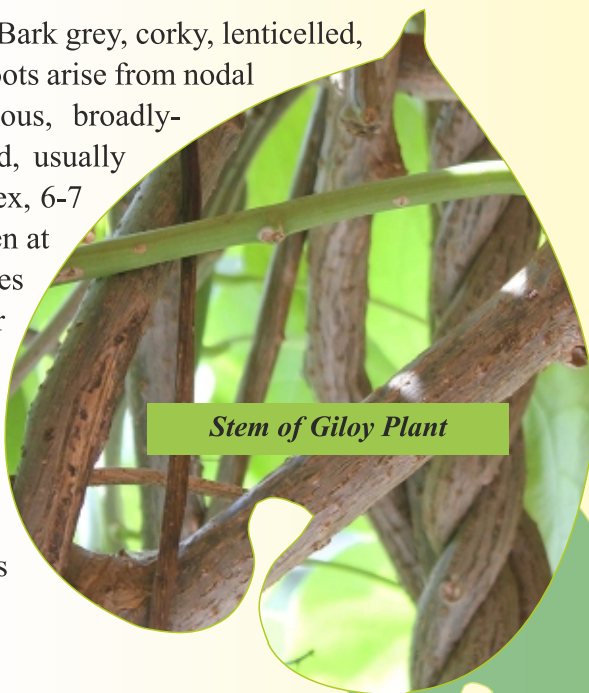 Bark grey, corky, lenticelled,
oots arise from nodal
ous, broadly-
d, usually
ex, 6-7
en at
es
r
Stem of Giloy Plant
s